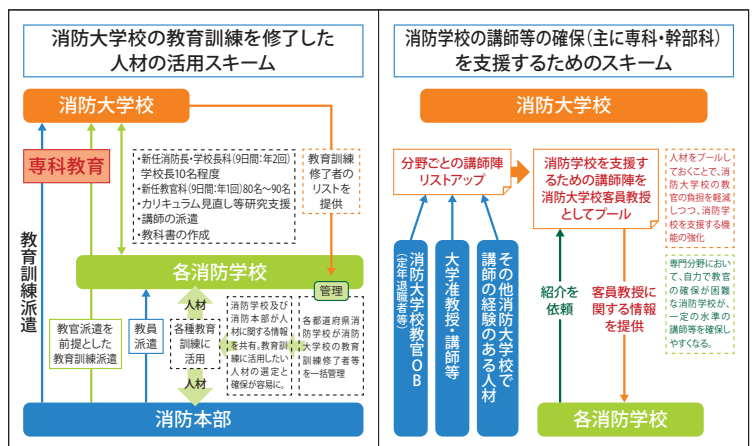 消防大学校の教育訓練を修了した
人材の活用スキーム
消防大学校
専科教育
・新任消防長・学校長科(9日間:年2回)
学校長10名程度
・新任教官科(9日間:年1回)80名〜90名
・カリキュラム見直し等研究支援
・講師の派遣
・教科書の作成
教育訓練
修了者の
リストを
提供
教育訓練派遣
各消防学校
管理
教官派遣を
前提とした
教育訓練派遣
教員
派遣
人材
各種教育
訓練に
活用
人材
消防学校及び
消防本部が人
材に関する情報
を共有。教育訓
練に活用したい
人材の選定と
確保が容易に。
各都道府県消
防学校が消防
大学校の教育
訓練修了者等
を一括管理
消防本部
消防学校の講師等の確保(主に専科・幹部科)
を支援するためのスキーム
消防大学校
分野ごとの講師陣
リストアップ
消防学校を支援す
るための講師陣を
消防大学校客員教授
としてプール
人材をプールし
ておくことで、消
防大学校の教官
の負担を軽減
しつつ、消防学
校を支援する機
能の強化
消防大学校教官OB
(定年退職者等)
大学准教授・講師等
その他消防大学校で
講師の経験のある人材
紹介を
依頼
客員教授に
関する情報
を提供
専門分野におい
て、自力で教官
の確保が困難
な消防学校が、
一定の水準の
講師等を確保し
やすくなる。
各消防学校